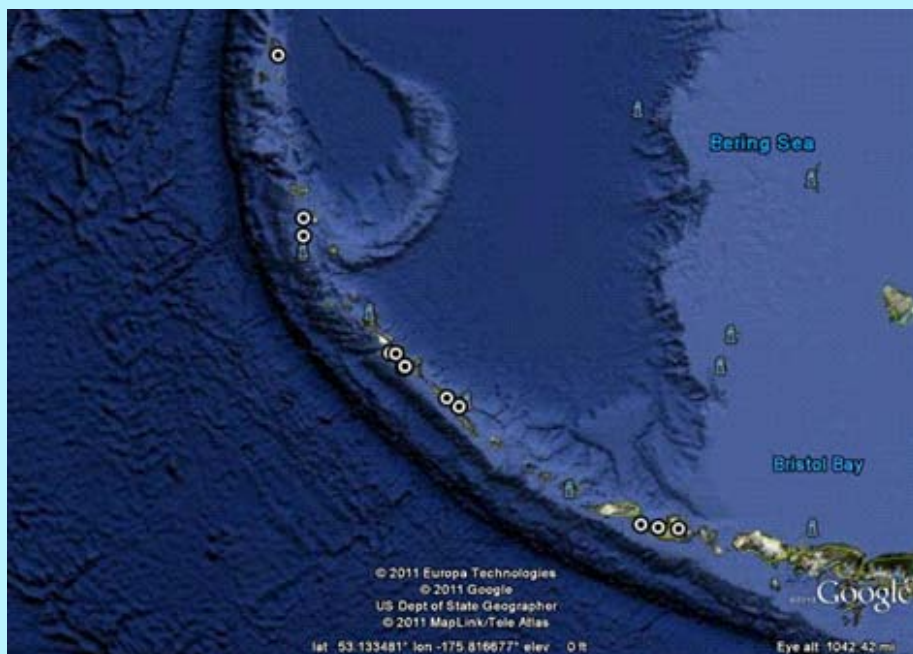 Bering Sea
Bristol Bay
© 2011 Europa Technologies
© 2011 Google
US Dept of State Geographer
© 2011 MapLink/Tele Atlas
Google
lat 53.133481° lon -175.816677° elev 0 ft
Eye alt 1042.42 mi